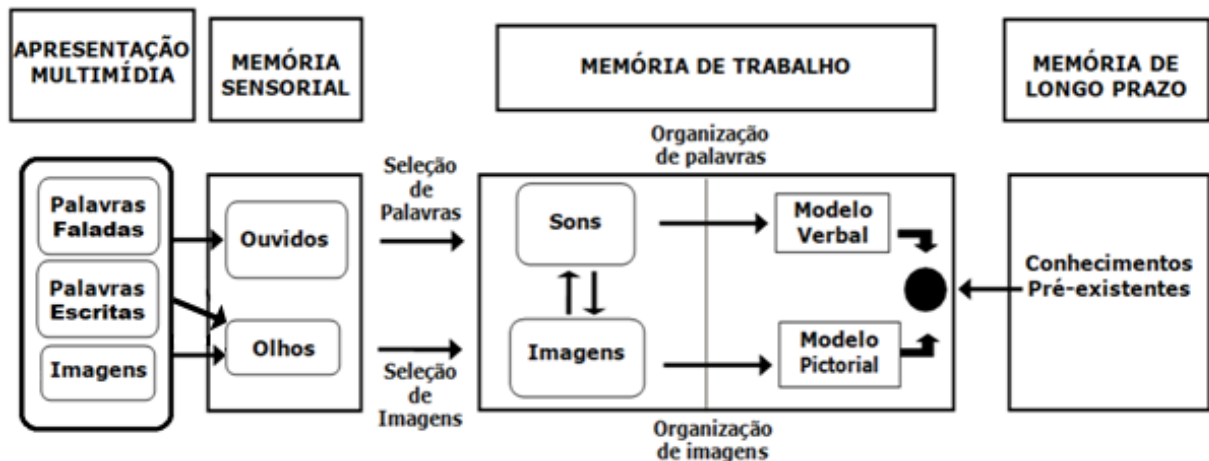 APRESENTAÇÃO
MULTIMÍDIA
MEMÓRIA
SENSORIAL
MEMÓRIA DE TRABALHO
MEMÓRIA DE
LONGO PRAZO
Palavras
Faladas
Palavras
Escritas
Imagens
Ouvidos
Olhos
Seleção
de
Palavras
Seleção
de
Imagens
Organização
de palavras
Sons
Imagens
Modelo
Verbal
Modelo
Pictorial
Organização
de imagens
Conhecimentos
Pré-existentes